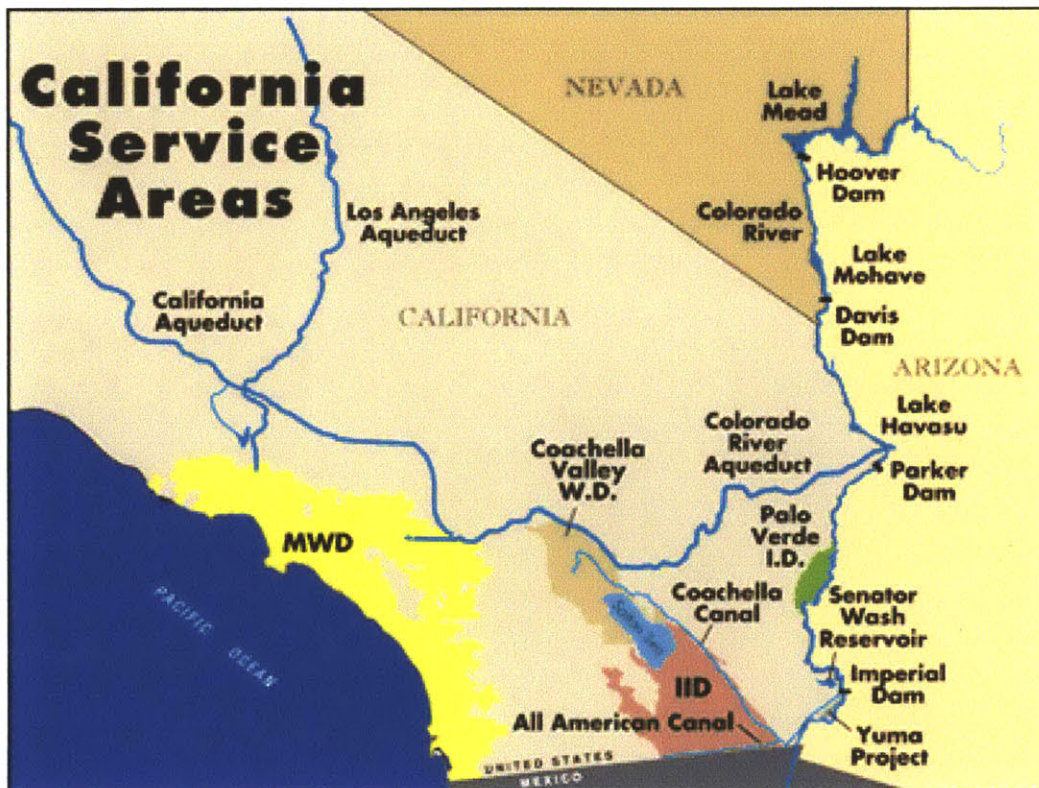 California
Service
Areas
NEVADA
Lake
Mead
Hoover
Dam
Colorado
River
Los Angeles
Aqueduct
Lake
Mohave
California
Aqueduct
CALIFORNIA
Davis
Dam
ARIZONA
Lake
Havasu
Colorado
River
Aqueduct
Coachella
Valley
W.D.
Parker
Dam
MWD
Palo
Verde
I.D.
Coachella
Canal
Senator
Wash
Reservoir
PACIFIC
OCEAN
Salton Sea
IID
Imperial
Dam
All American Canal
Yuma
Project
UNITED STATES
MEXICO